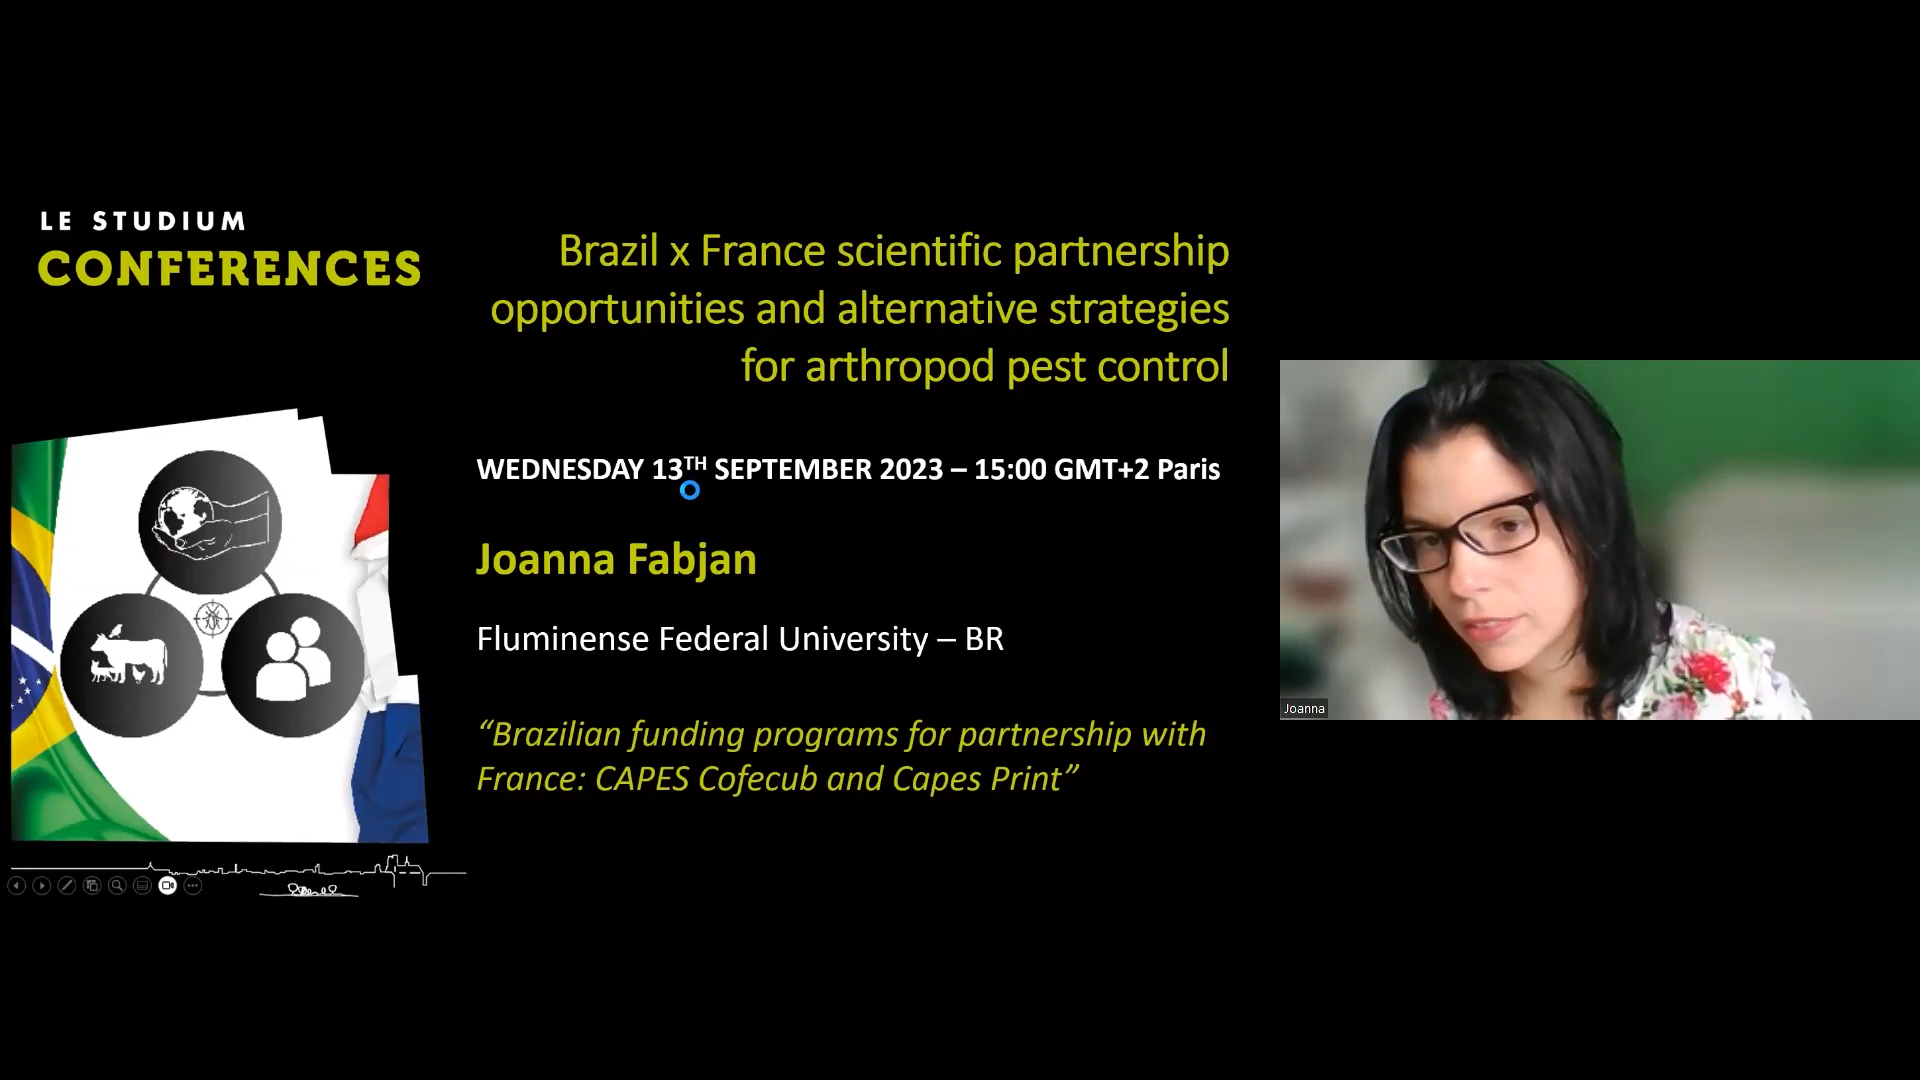 LE STUDIUM
CONFERENCES
Brazil x France scientific partnership
opportunities and alternative strategies
for arthropod pest control
WEDNESDAY 13TH SEPTEMBER 2023 – 15:00 GMT+2 Paris
Joanna Fabjan
Fluminense Federal University – BR
“Brazilian funding programs for partnership with
France: CAPES Cofecub and Capes Print”
Joanna